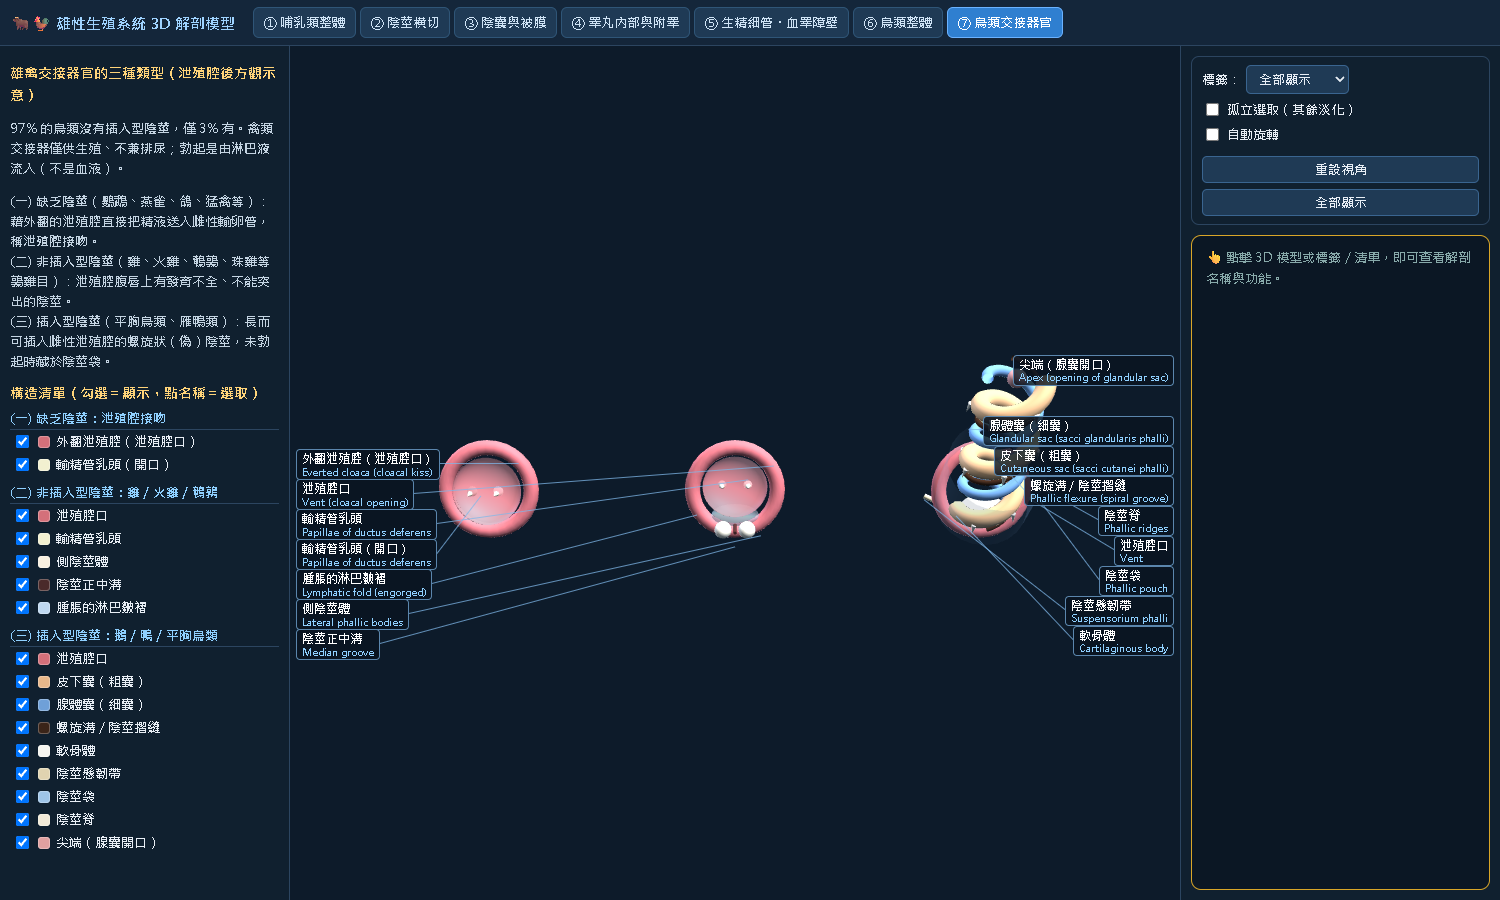 雄性生殖系統 3D 解剖模型
① 哺乳類整體
② 陰莖橫切
③ 陰囊與被膜
④ 睪丸內部與附睪
⑤ 生精細管・血睪障壁
⑥ 鳥類整體
⑦ 鳥類交接器官
雄禽交接器官的三種類型（泄殖腔後方觀示
意）
97% 的鳥類沒有插入型陰莖，僅 3% 有。禽類
交接器僅供生殖、不兼排尿；勃起是由淋巴液
流入（不是血液）。
(一) 缺乏陰莖（鸚鵡、燕雀、鴿、猛禽等）：
藉外翻的泄殖腔直接把精液送入雌性輸卵管，
稱泄殖腔接吻。
(二) 非插入型陰莖（雞、火雞、鵪鶉、珠雞等
鶉雞目）：泄殖腔腹唇上有發育不全、不能突
出的陰莖。
(三) 插入型陰莖（平胸鳥類、雁鴨類）：長而
可插入雌性泄殖腔的螺旋狀（偽）陰莖，未勃
起時藏於陰莖袋。
構造清單（勾選＝顯示，點名稱＝選取）
(一) 缺乏陰莖：泄殖腔接吻
外翻泄殖腔（泄殖腔口）
輸精管乳頭（開口）
(二) 非插入型陰莖：雞 / 火雞 / 鵪鶉
泄殖腔口
輸精管乳頭
側陰莖體
陰莖正中溝
腫脹的淋巴皺褶
(三) 插入型陰莖：鵝 / 鴨 / 平胸鳥類
泄殖腔口
皮下囊（粗囊）
腺體囊（細囊）
螺旋溝 / 陰莖摺縫
軟骨體
陰莖懸韌帶
陰莖袋
陰莖脊
尖端（腺囊開口）
外翻泄殖腔（泄殖腔口）
Everted cloaca (cloacal kiss)
泄殖腔口
Vent (cloacal opening)
輸精管乳頭
Papillae of ductus deferens
輸精管乳頭（開口）
Papillae of ductus deferens
腫脹的淋巴皺褶
Lymphatic fold (engorged)
側陰莖體
Lateral phallic bodies
陰莖正中溝
Median groove
尖端（腺囊開口）
Apex (opening of glandular sac)
腺體囊（細囊）
Glandular sac (sacci glandularis phalli)
皮下囊（粗囊）
Cutaneous sac (sacci cutanei phalli)
螺旋溝 / 陰莖摺縫
Phallic flexure (spiral groove)
陰莖脊
Phallic ridges
泄殖腔口
Vent
陰莖袋
Phallic pouch
陰莖懸韌帶
Suspensorium phalli
軟骨體
Cartilaginous body
標籤：
全部顯示
孤立選取（其餘淡化）
自動旋轉
重設視角
全部顯示
點擊 3D 模型或標籤 / 清單，即可查看解剖
名稱與功能。